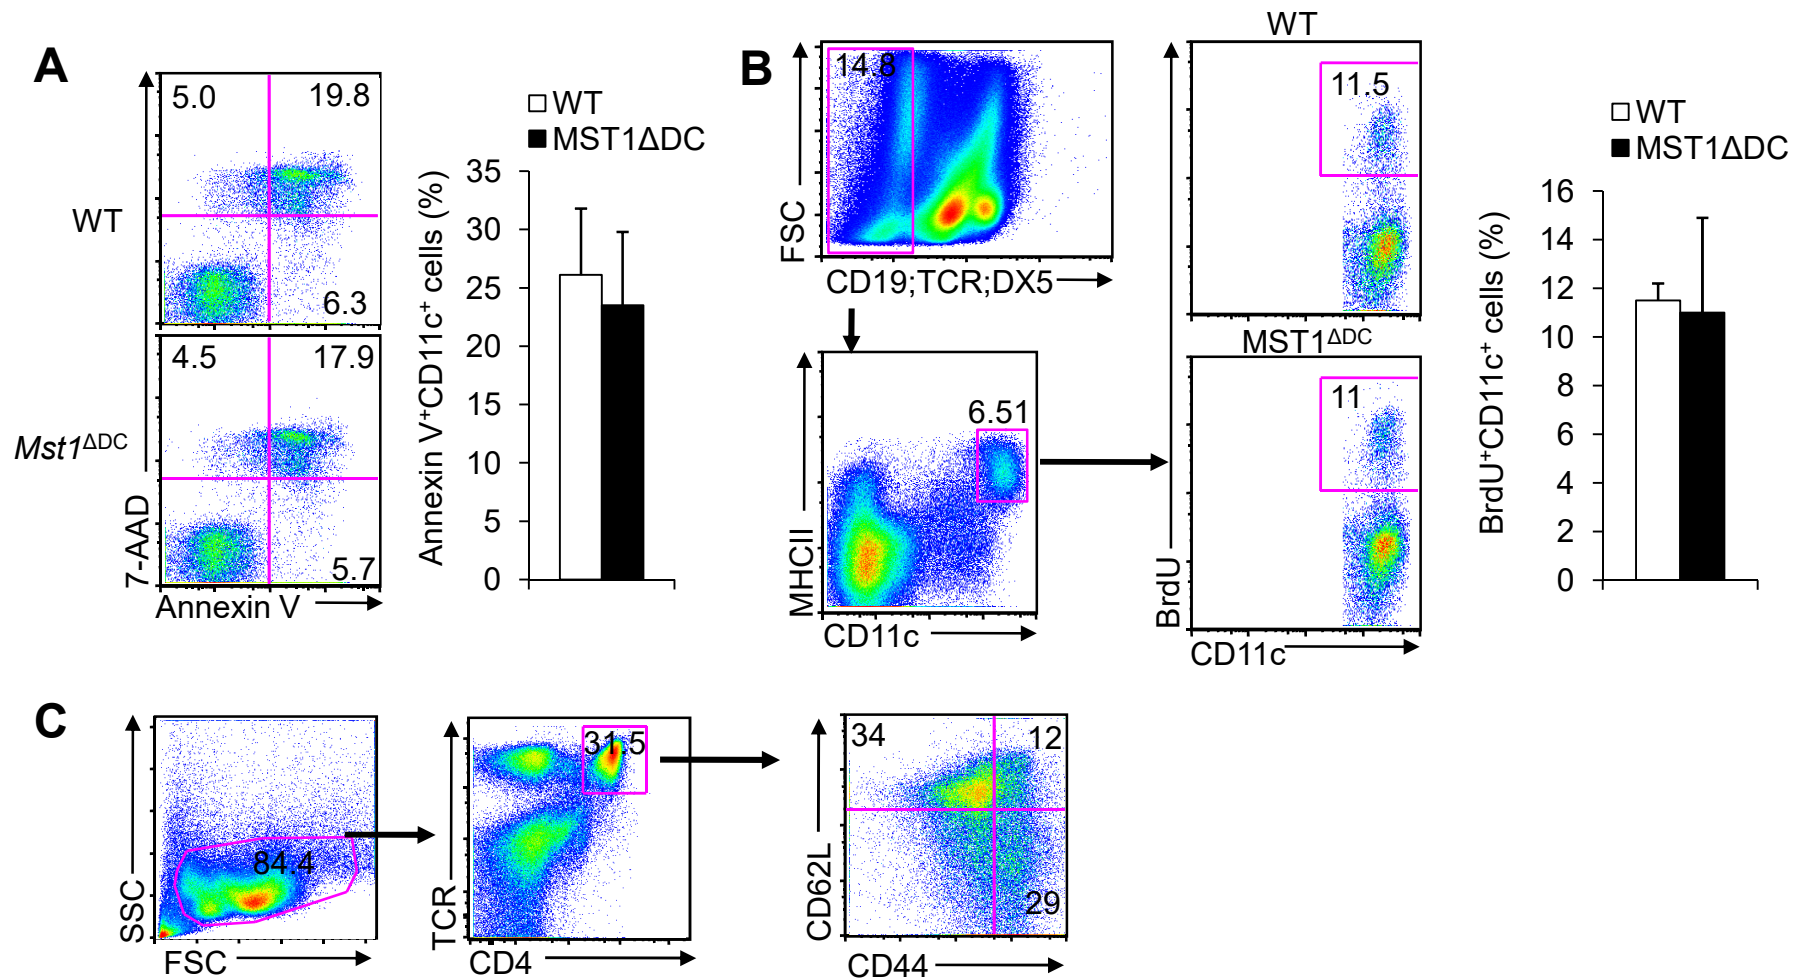 A
5.0
19.8
WT
6.3
4.5
17.9
Mst1ΔDC
5.7
7-AAD
Annexin V
WT
MST1ΔDC
Annexin V+CD11c+ cells (%)
35
30
25
20
15
10
5
0
B
14.8
FSC
CD19;TCR;DX5
6.51
MHCII
CD11c
WT
11.5
MST1ΔDC
11
BrdU
CD11c
WT
MST1ΔDC
BrdU+CD11c+ cells (%)
16
14
12
10
8
6
4
2
0
C
84.4
SSC
FSC
31.5
TCR
CD4
34
12
29
CD62L
CD44